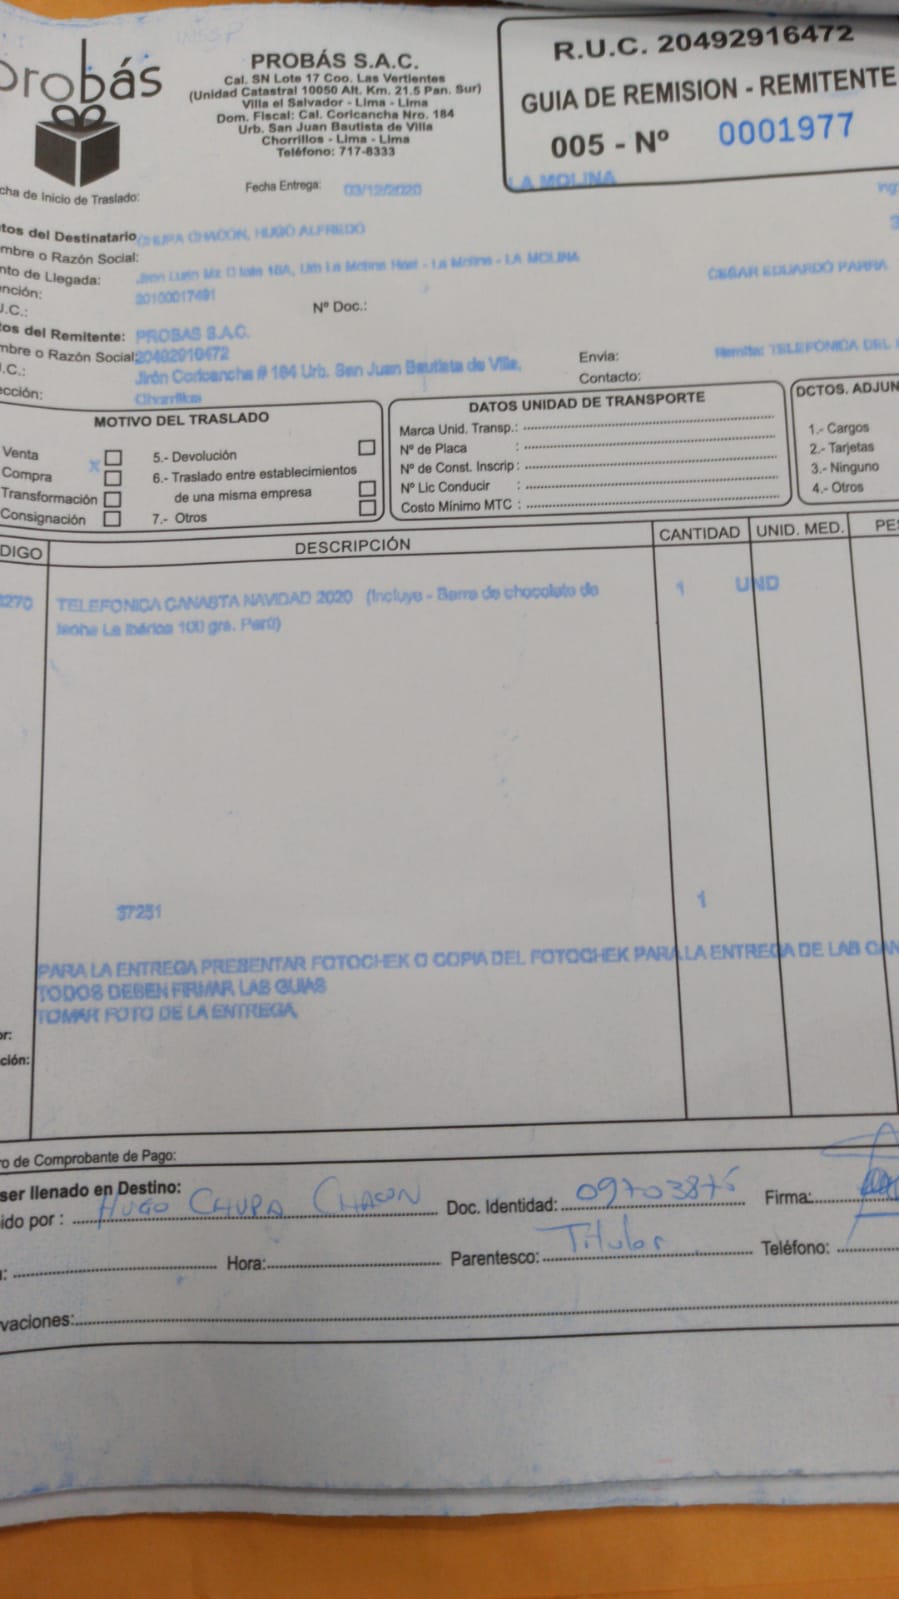 probás
PROBÁS S.A.C.
Cal. SN Lote 17 Coo. Las Vertientes
(Unidad Catastral 10050 Alt. Km. 21.5 Pan. Sur)
Villa el Salvador - Lima - Lima
Dom. Fiscal: Cal. Coricancha Nro. 184
Urb. San Juan Bautista de Villa
Chorrillos - Lima - Lima
Teléfono: 717-8333
R.U.C. 20492916472
GUIA DE REMISION - REMITENTE
005 - Nº 0001977
cha de Inicio de Traslado:
Fecha Entrega: 03/12/2020
LA MOLINA
tos del Destinatario CHUPA CHACON, HUGO ALFREDO
mbre o Razón Social:
nto de Llegada: La Molina - LA MOLINA
CESAR EDUARDO PARRA
nción: 20100017491
U.C.:
Nº Doc.:
tos del Remitente: PROBAS S.A.C.
mbre o Razón Social: 20492916472
.C.: Jirón Coricancha # 184 Urb. San Juan Bautista de Villa,
ección: Chorrillos
Envia: Remite: TELEFONICA DEL
Contacto:
MOTIVO DEL TRASLADO
Venta
Compra X
Transformación
Consignación
5.- Devolución
6.- Traslado entre establecimientos
de una misma empresa
7.- Otros
DATOS UNIDAD DE TRANSPORTE
Marca Unid. Transp.:
Nº de Placa :
Nº de Const. Inscrip :
Nº Lic Conducir :
Costo Mínimo MTC :
DCTOS. ADJUN
1.- Cargos
2.- Tarjetas
3.- Ninguno
4.- Otros
DIGO DESCRIPCIÓN CANTIDAD UNID. MED. PES
270 TELEFONICA CANASTA NAVIDAD 2020 (Incluye - Barra de chocolate de 1 UND
leche La Ibérica 100 grs. Perú)
37251 1
PARA LA ENTREGA PRESENTAR FOTOCHEK O COPIA DEL FOTOCHEK PARA LA ENTREGA DE LAS CAN
TODOS DEBEN FIRMAR LAS GUIAS
TOMAR FOTO DE LA ENTREGA
or:
ción:
ro de Comprobante de Pago:
ser llenado en Destino:
ido por : HUGO CHUPA CHACON Doc. Identidad: 09703875 Firma:
Hora: Parentesco: Titular Teléfono:
vaciones: